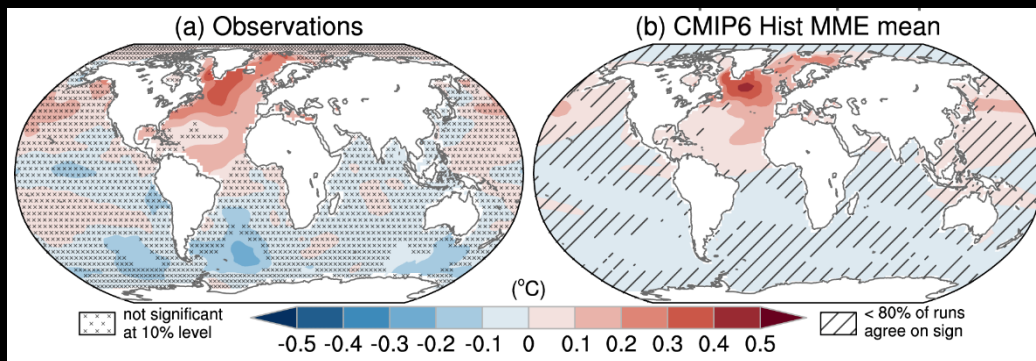 (a) Observations
(b) CMIP6 Hist MME mean
(°C)
not significant
at 10% level
-0.5 -0.4 -0.3 -0.2 -0.1 0 0.1 0.2 0.3 0.4 0.5
< 80% of runs
agree on sign